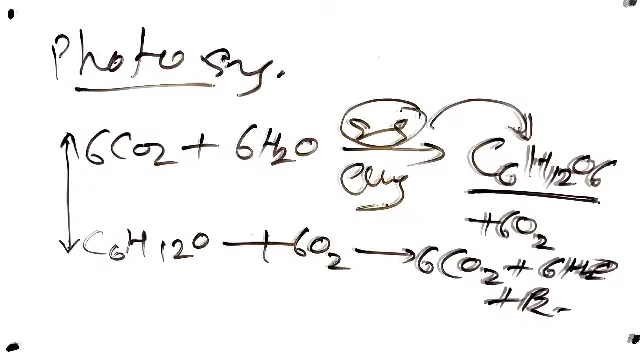 Photosy.
6CO2 + 6H2O → C6H12O6
+6O2
C6H12O + 6O2 → 6CO2 + 6H2O
+ E.